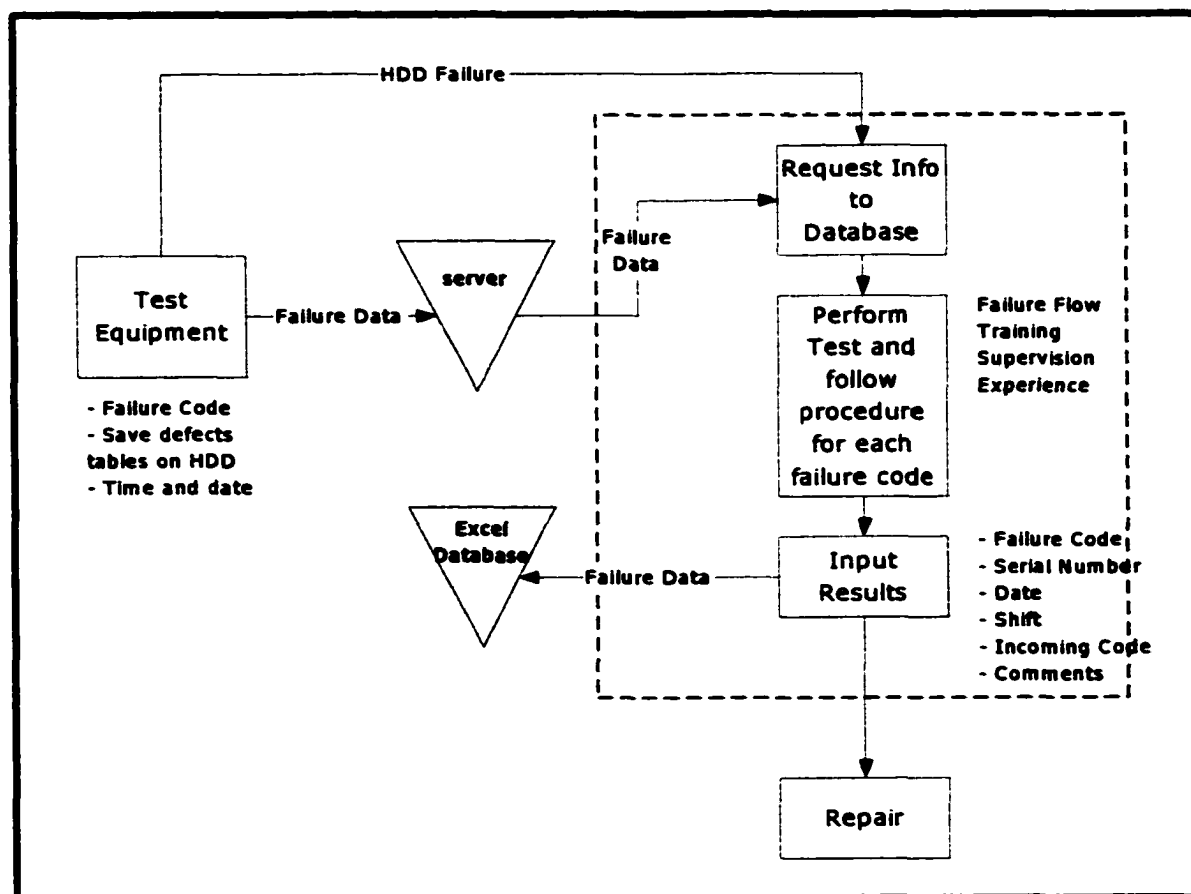 HDD Failure
Request Info
to
Database
Failure
Data
server
Test
Equipment
Failure Data
Perform
Test and
follow
procedure
for each
failure code
Failure Flow
Training
Supervision
Experience
- Failure Code
- Save defects
tables on HDD
- Time and date
Excel
Database
Failure Data
Input
Results
- Failure Code
- Serial Number
- Date
- Shift
- Incoming Code
- Comments
Repair